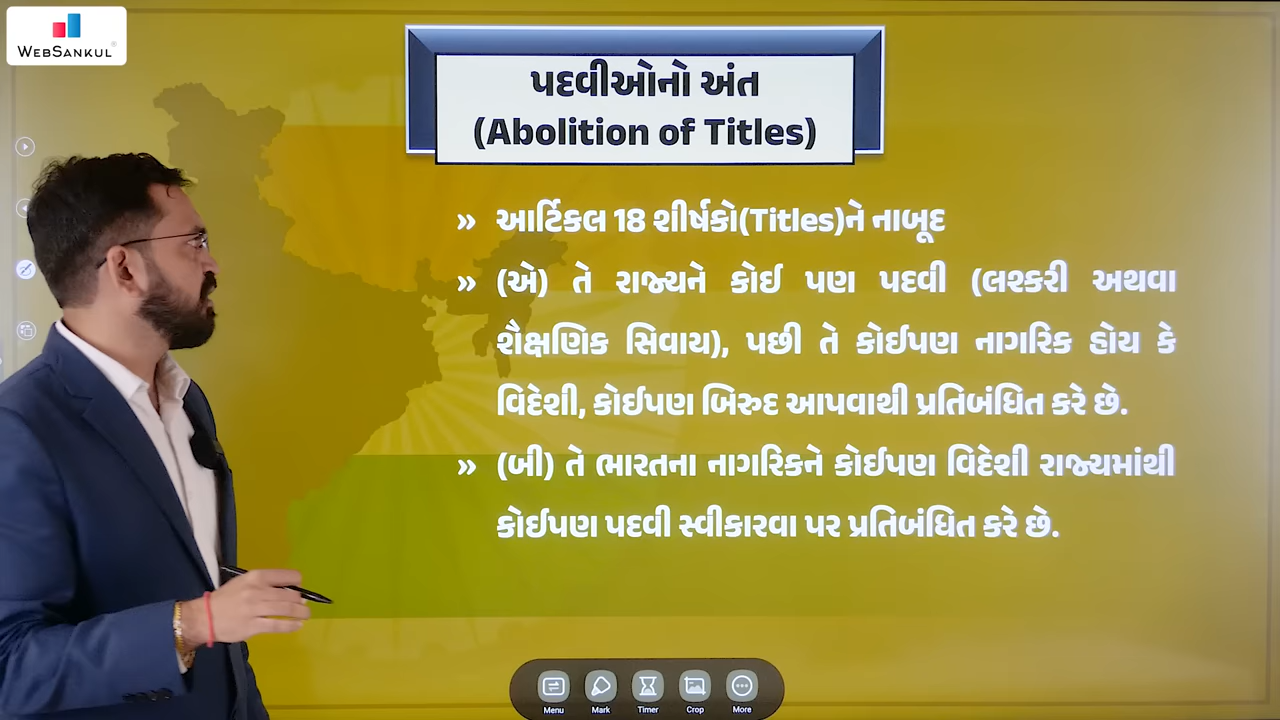 WEBSANKUL
પદવીઓનો અંત
(Abolition of Titles)
» આર્ટિકલ 18 શીર્ષકો(Titles)ને નાબૂદ
» (એ) તે રાજ્યને કોઈ પણ પદવી (લશ્કરી અથવા
શૈક્ષણિક સિવાય), પછી તે કોઈપણ નાગરિક હોય કે
વિદેશી, કોઈપણ બિરુદ આપવાથી પ્રતિબંધિત કરે છે.
» (બી) તે ભારતના નાગરિકને કોઈપણ વિદેશી રાજ્યમાંથી
કોઈપણ પદવી સ્વીકારવા પર પ્રતિબંધિત કરે છે.
Menu Mark Timer Crop More